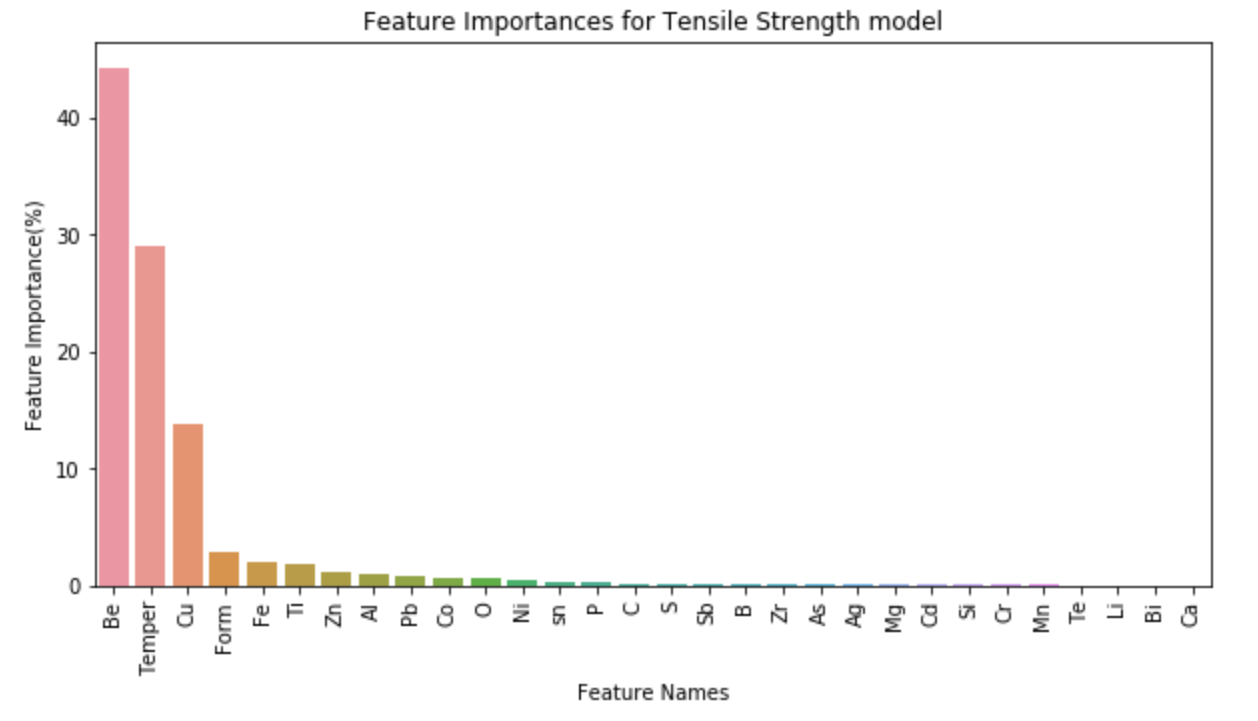 Feature Importances for Tensile Strength model
Feature Importance(%)
40
30
20
10
0
Be
Temper
Cu
Form
Fe
Ti
Zn
Al
Pb
Co
O
Ni
sn
P
C
S
Sb
B
Zr
As
Ag
Mg
Cd
Si
Cr
Mn
Te
Li
Bi
Ca
Feature Names